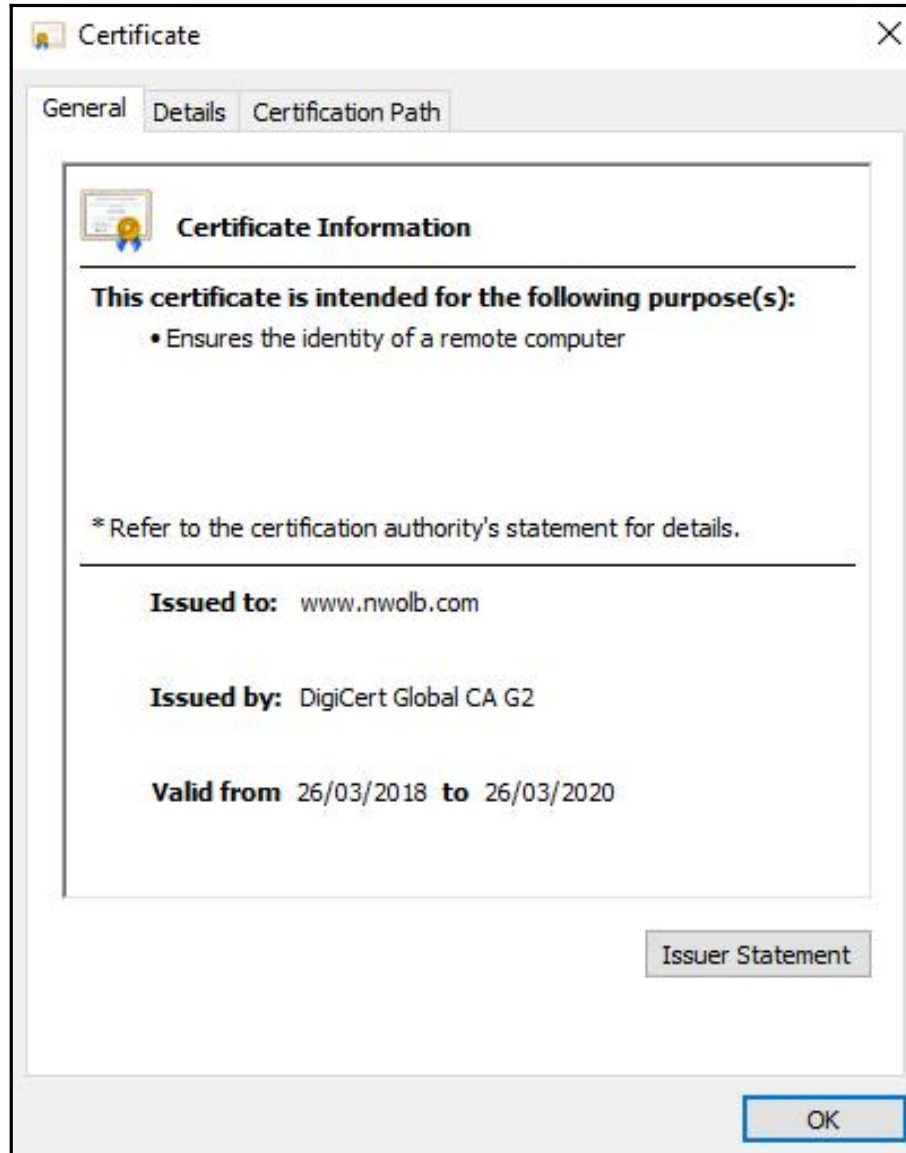 Certificate
General Details Certification Path
Certificate Information
This certificate is intended for the following purpose(s):
• Ensures the identity of a remote computer
* Refer to the certification authority's statement for details.
Issued to: www.nwolb.com
Issued by: DigiCert Global CA G2
Valid from 26/03/2018 to 26/03/2020
Issuer Statement
OK